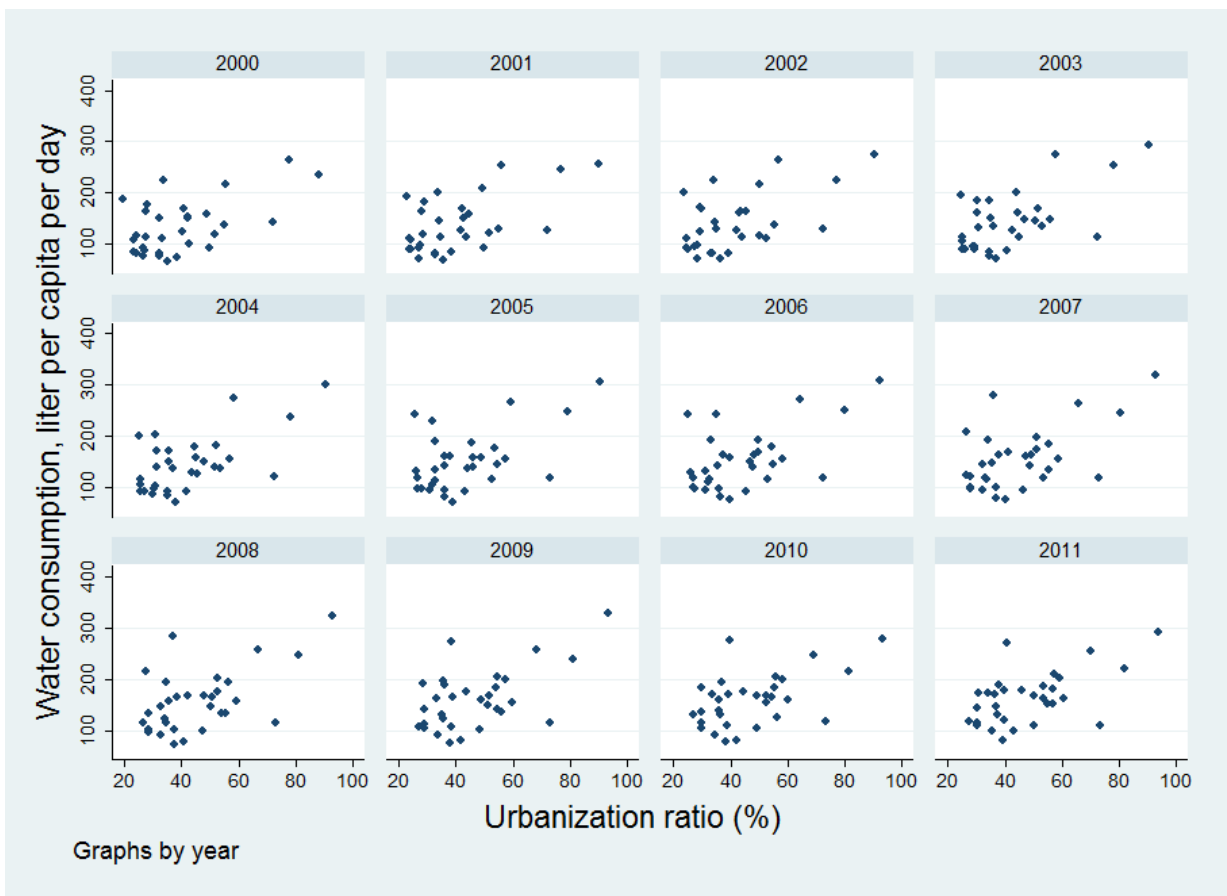 Water consumption, liter per capita per day
2000 2001 2002 2003
400
300
200
100
2004 2005 2006 2007
400
300
200
100
2008 2009 2010 2011
400
300
200
100
20 40 60 80 100 20 40 60 80 100 20 40 60 80 100 20 40 60 80 100
Urbanization ratio (%)
Graphs by year